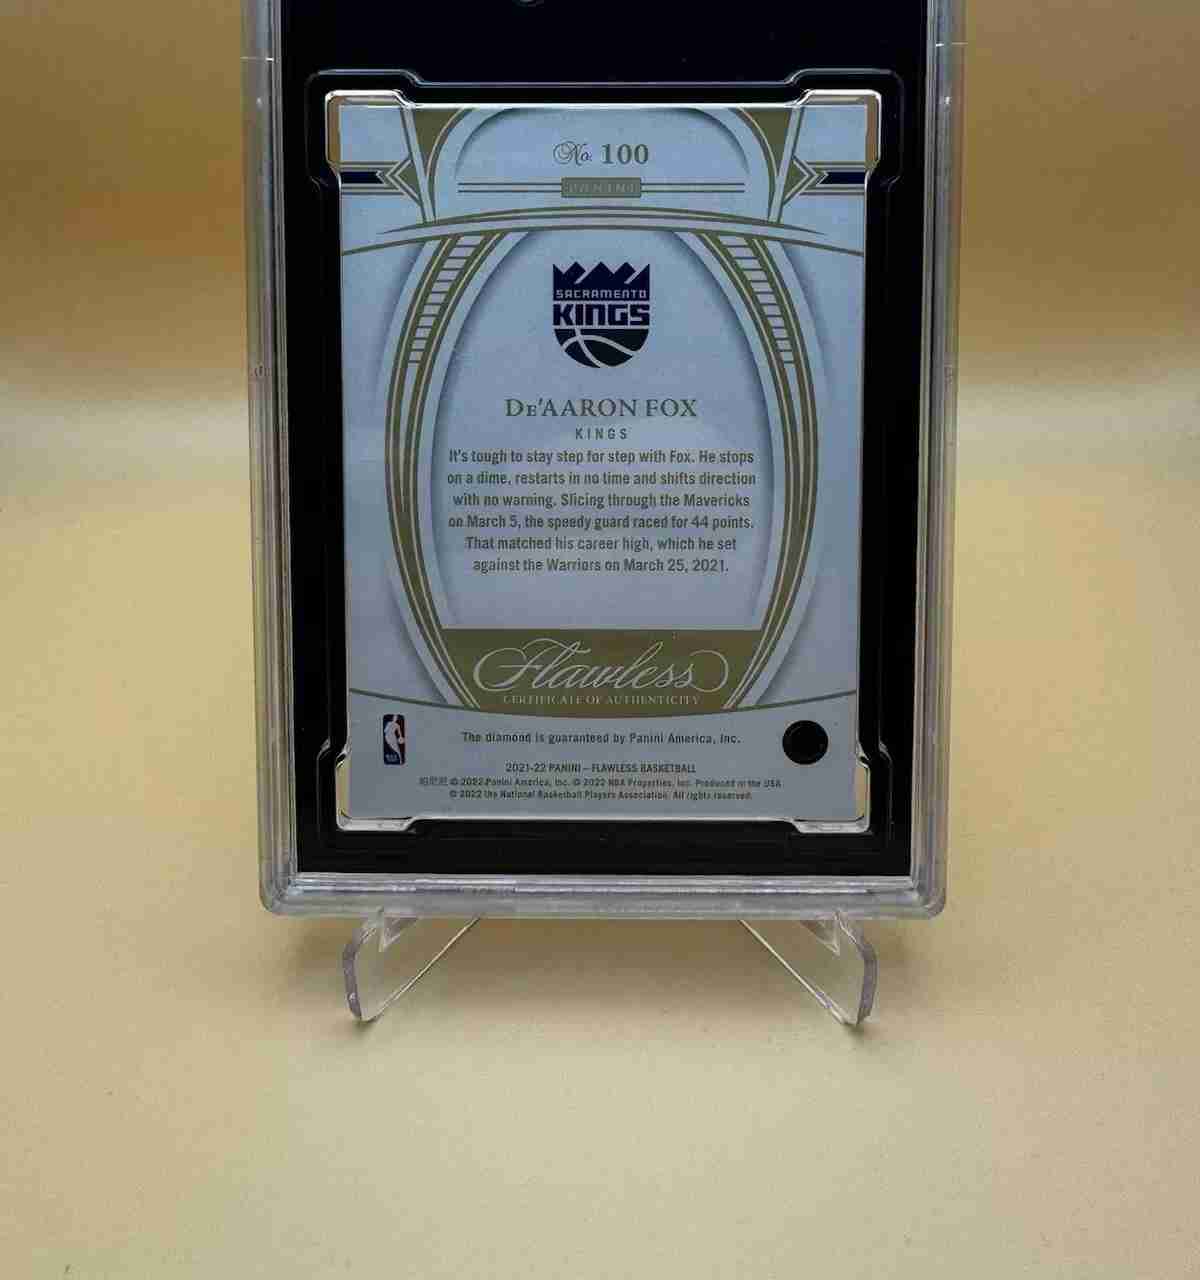 No. 100
PANINI
SACRAMENTO
KINGS
De'AARON FOX
KINGS
It's tough to stay step for step with Fox. He stops
on a dime, restarts in no time and shifts direction
with no warning. Slicing through the Mavericks
on March 5, the speedy guard raced for 44 points.
That matched his career high, which he set
against the Warriors on March 25, 2021.
Flawless
CERTIFICATE OF AUTHENTICITY
The diamond is guaranteed by Panini America, Inc.
2021-22 PANINI – FLAWLESS BASKETBALL
© 2022 Panini America, Inc. © 2022 NBA Properties, Inc. Produced in the USA
© 2022 the National Basketball Players Association. All rights reserved.